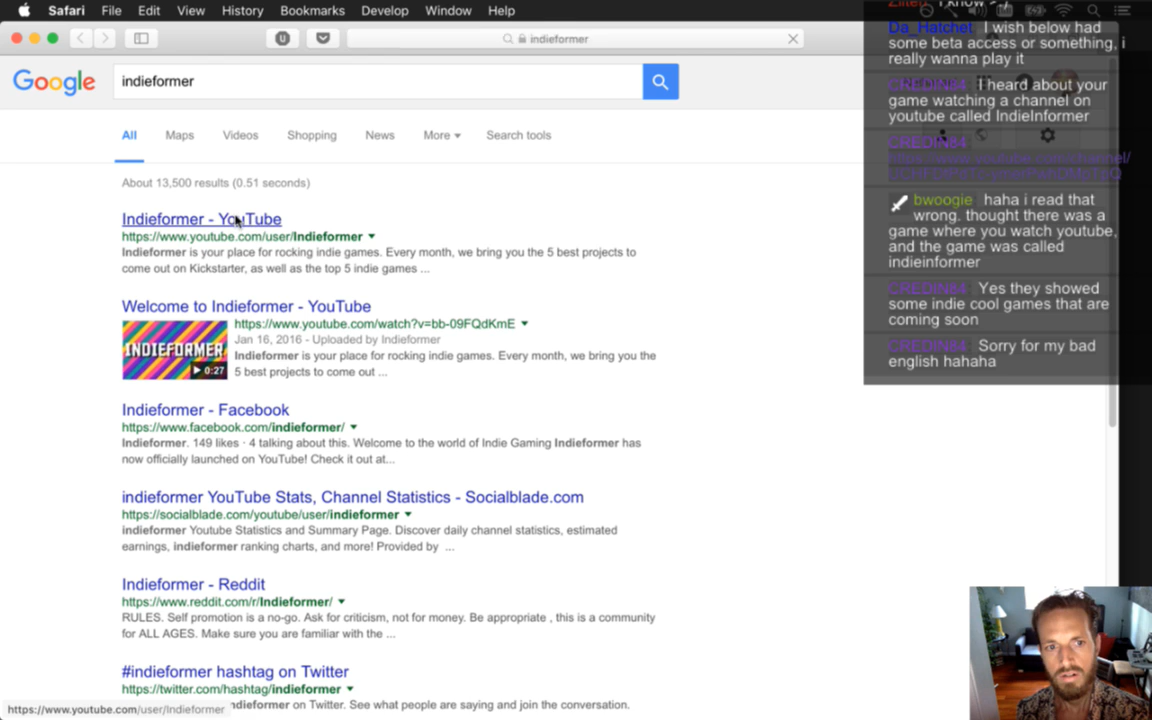 Safari File Edit View History Bookmarks Develop Window Help
indieformer
Google
indieformer
All Maps Videos Shopping News More Search tools
About 13,500 results (0.51 seconds)
Indieformer - YouTube
https://www.youtube.com/user/Indieformer
Indieformer is your place for rocking indie games. Every month, we bring you the 5 best projects to
come out on Kickstarter, as well as the top 5 indie games ...
Welcome to Indieformer - YouTube
INDIEFORMER
0:27
https://www.youtube.com/watch?v=bb-09FQdKmE
Jan 16, 2016 - Uploaded by Indieformer
Indieformer is your place for rocking indie games. Every month, we bring you the
5 best projects to come out ...
Indieformer - Facebook
https://www.facebook.com/indieformer/
Indieformer. 149 likes · 4 talking about this. Welcome to the world of Indie Gaming Indieformer has
now officially launched on YouTube! Check it out at...
indieformer YouTube Stats, Channel Statistics - Socialblade.com
https://socialblade.com/youtube/user/indieformer
indieformer Youtube Statistics and Summary Page. Discover daily channel statistics, estimated
earnings, indieformer ranking charts, and more! Provided by ...
Indieformer - Reddit
https://www.reddit.com/r/Indieformer/
RULES. Self promotion is a no-go. Ask for criticism, not for money. Be appropriate , this is a community
for ALL AGES. Make sure you are familiar with the ...
#indieformer hashtag on Twitter
https://twitter.com/hashtag/indieformer
ndieformer on Twitter. See what people are saying and join the conversation.
https://www.youtube.com/user/Indieformer
Da_Hatchet I wish below had
some beta access or something, i
really wanna play it
CREDIN84 I heard about your
game watching a channel on
youtube called IndieInformer
CREDIN84
https://www.youtube.com/channel/
bwoogie haha i read that
wrong. thought there was a
game where you watch youtube,
and the game was called
indieinformer
CREDIN84 Yes they showed
some indie cool games that are
coming soon
CREDIN84 Sorry for my bad
english hahaha